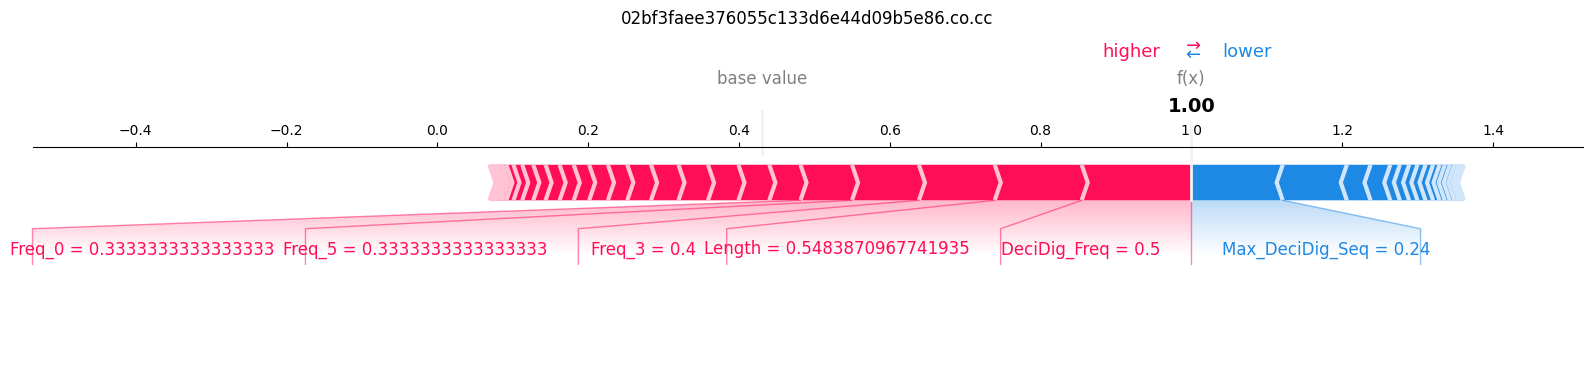 02bf3faee376055c133d6e44d09b5e86.co.cc
higher → ← lower
base value f(x)
1.00
−0.4 −0.2 0.0 0.2 0.4 0.6 0.8 1.0 1.2 1.4
Freq_0 = 0.3333333333333333 Freq_5 = 0.3333333333333333 Freq_3 = 0.4 Length = 0.5483870967741935 DeciDig_Freq = 0.5 Max_DeciDig_Seq = 0.24